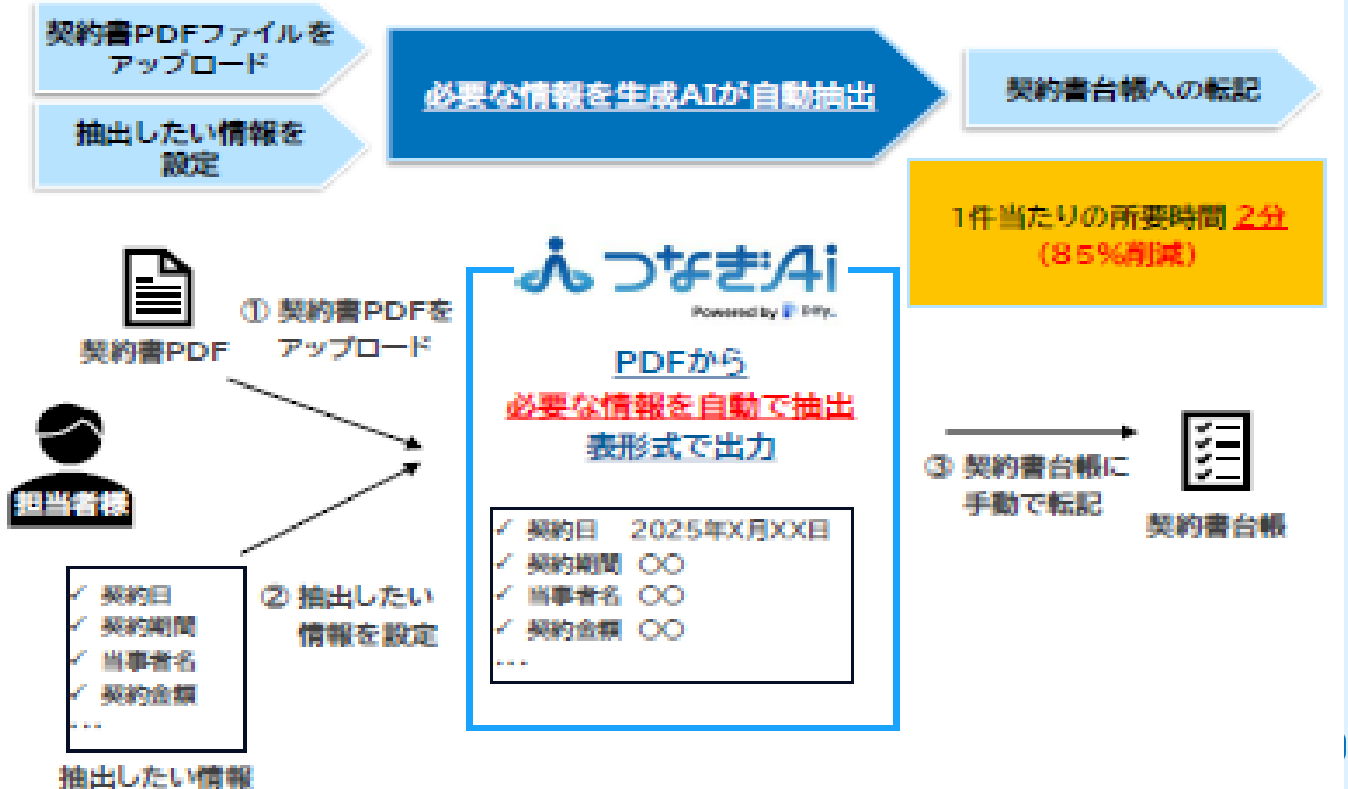 契約書PDFファイルを
アップロード
抽出したい情報を
設定
必要な情報を生成AIが自動抽出
契約書台帳への転記
1件当たりの所要時間 2分
(85%削減)
契約書PDF
① 契約書PDFを
アップロード
担当者様
② 抽出したい
情報を設定
✓ 契約日
✓ 契約期間
✓ 当事者名
✓ 契約金額
...
抽出したい情報
つなぎAi
Powered by Dify.
PDFから
必要な情報を自動で抽出
表形式で出力
✓ 契約日 2025年X月XX日
✓ 契約期間 〇〇
✓ 当事者名 〇〇
✓ 契約金額 〇〇
...
③ 契約書台帳に
手動で転記
契約書台帳